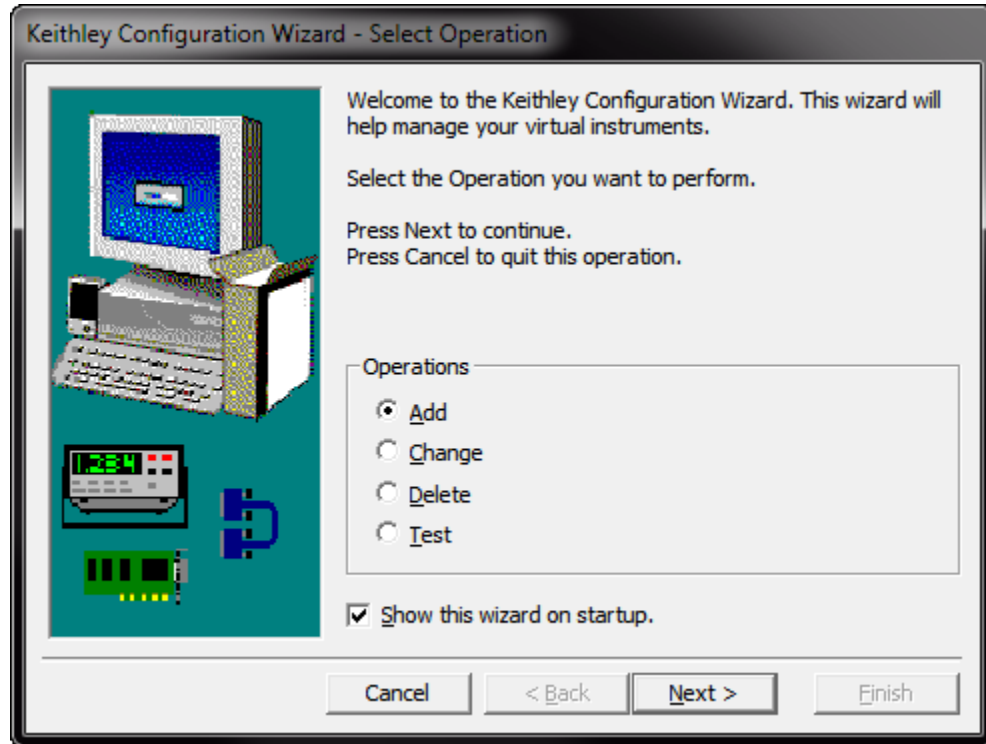 Keithley Configuration Wizard - Select Operation
Welcome to the Keithley Configuration Wizard. This wizard will
help manage your virtual instruments.
Select the Operation you want to perform.
Press Next to continue.
Press Cancel to quit this operation.
1.234
Operations
Add
Change
Delete
Test
Show this wizard on startup.
Cancel
< Back
Next >
Finish